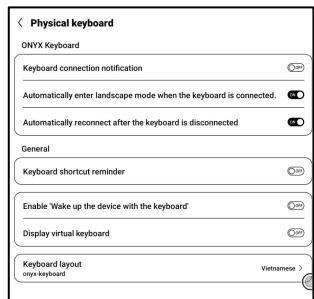 Physical keyboard
ONYX Keyboard
Keyboard connection notification OFF
Automatically enter landscape mode when the keyboard is connected. ON
Automatically reconnect after the keyboard is disconnected ON
General
Keyboard shortcut reminder OFF
Enable 'Wake up the device with the keyboard' OFF
Display virtual keyboard OFF
Keyboard layout
onyx-keyboard
Vietnamese